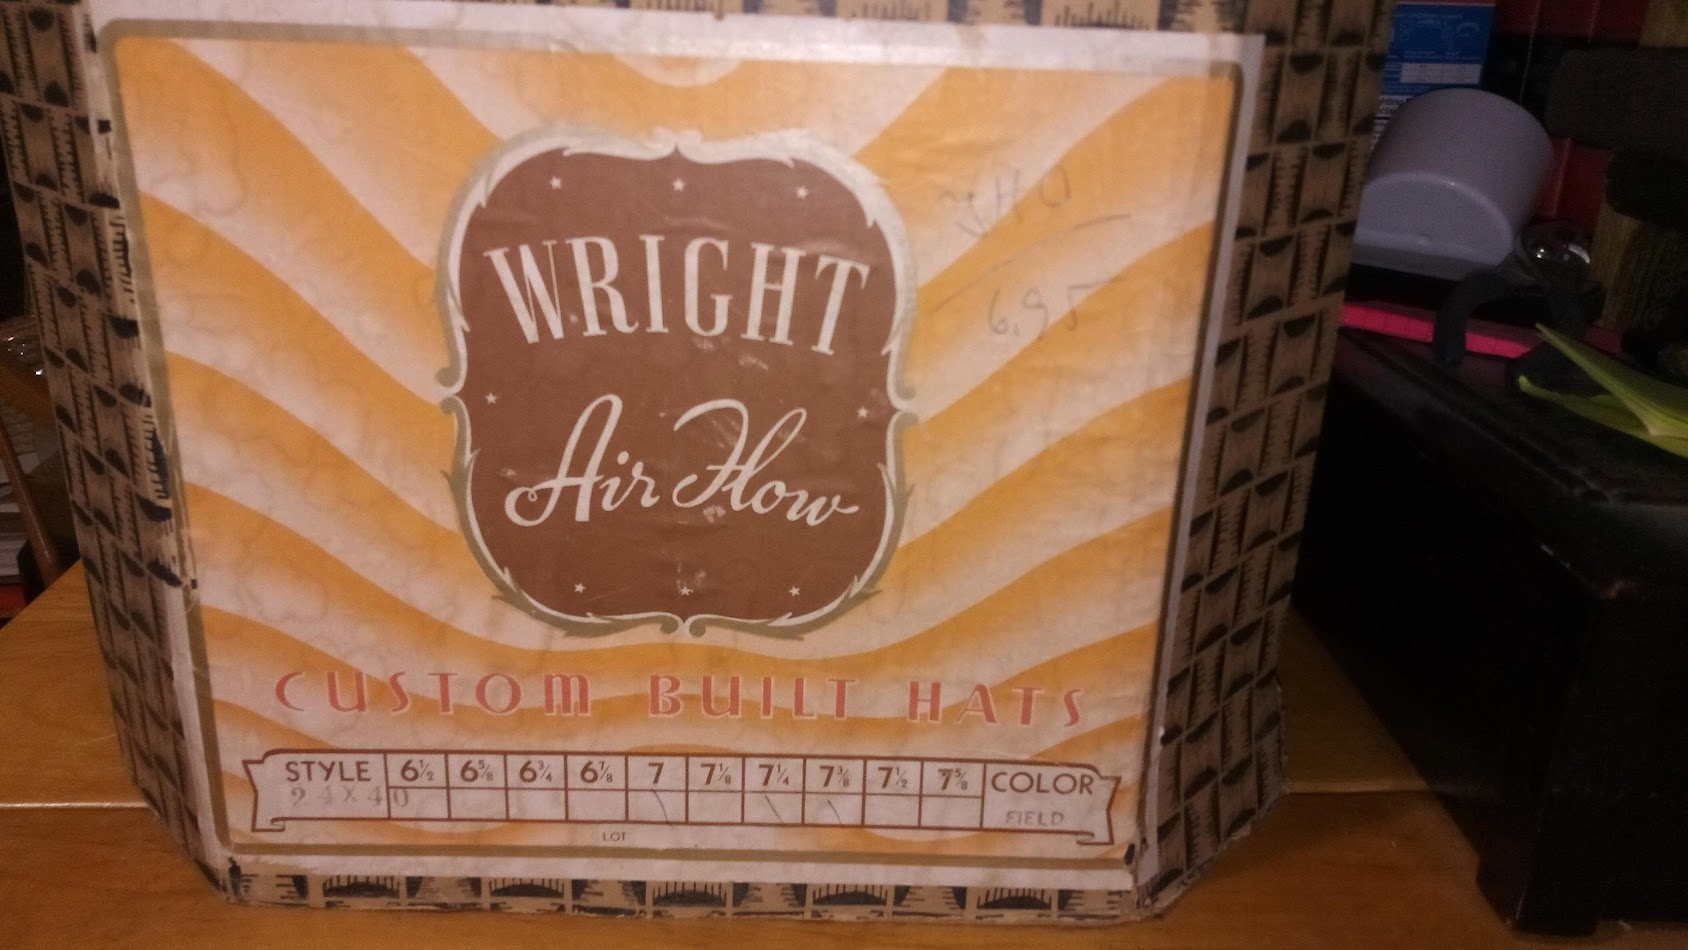 WRIGHT
Air Flow
6.95
CUSTOM BUILT HATS
STYLE 6½ 6⅝ 6¾ 6⅞ 7 7⅛ 7¼ 7⅜ 7½ 7⅝ COLOR
24X40 FIELD
LOT